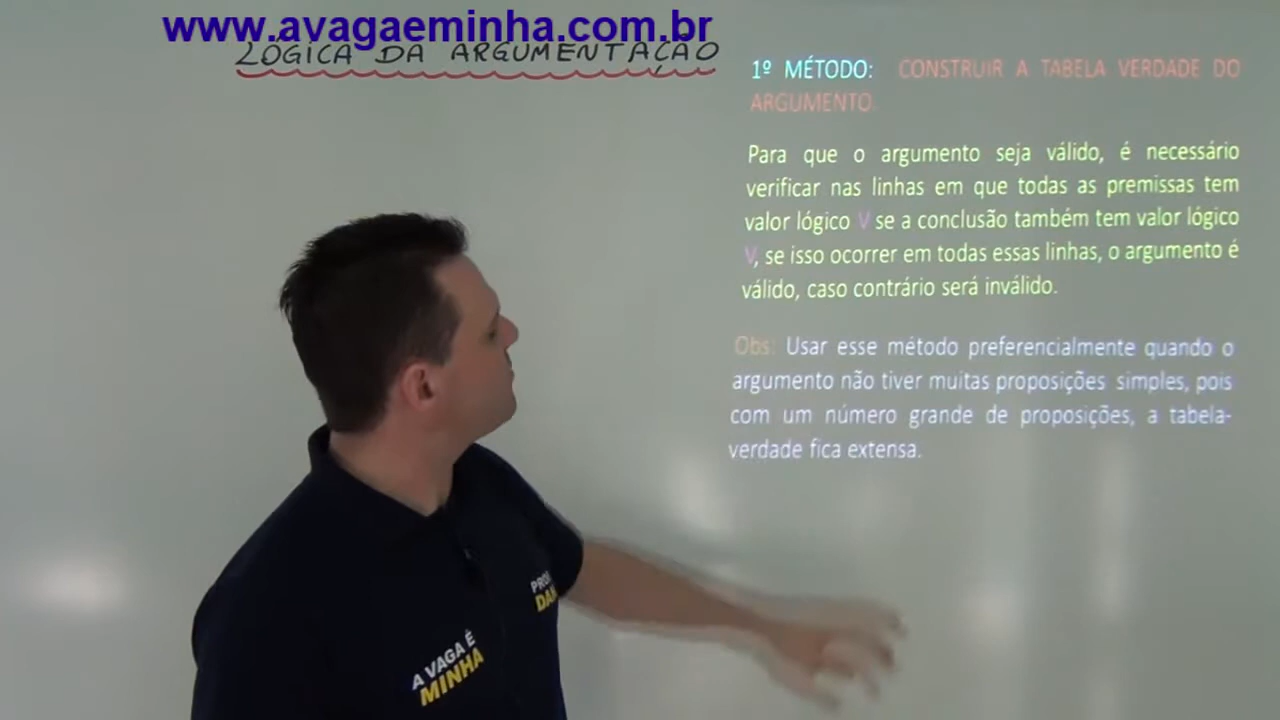 www.avagaeminha.com.br
LÓGICA DA ARGUMENTAÇÃO
1º MÉTODO: CONSTRUIR A TABELA VERDADE DO
ARGUMENTO.
Para que o argumento seja válido, é necessário
verificar nas linhas em que todas as premissas tem
valor lógico V se a conclusão também tem valor lógico
V, se isso ocorrer em todas essas linhas, o argumento é
válido, caso contrário será inválido.
Obs: Usar esse método preferencialmente quando o
argumento não tiver muitas proposições simples, pois
com um número grande de proposições, a tabela-
verdade fica extensa.
A VAGA É
MINHA